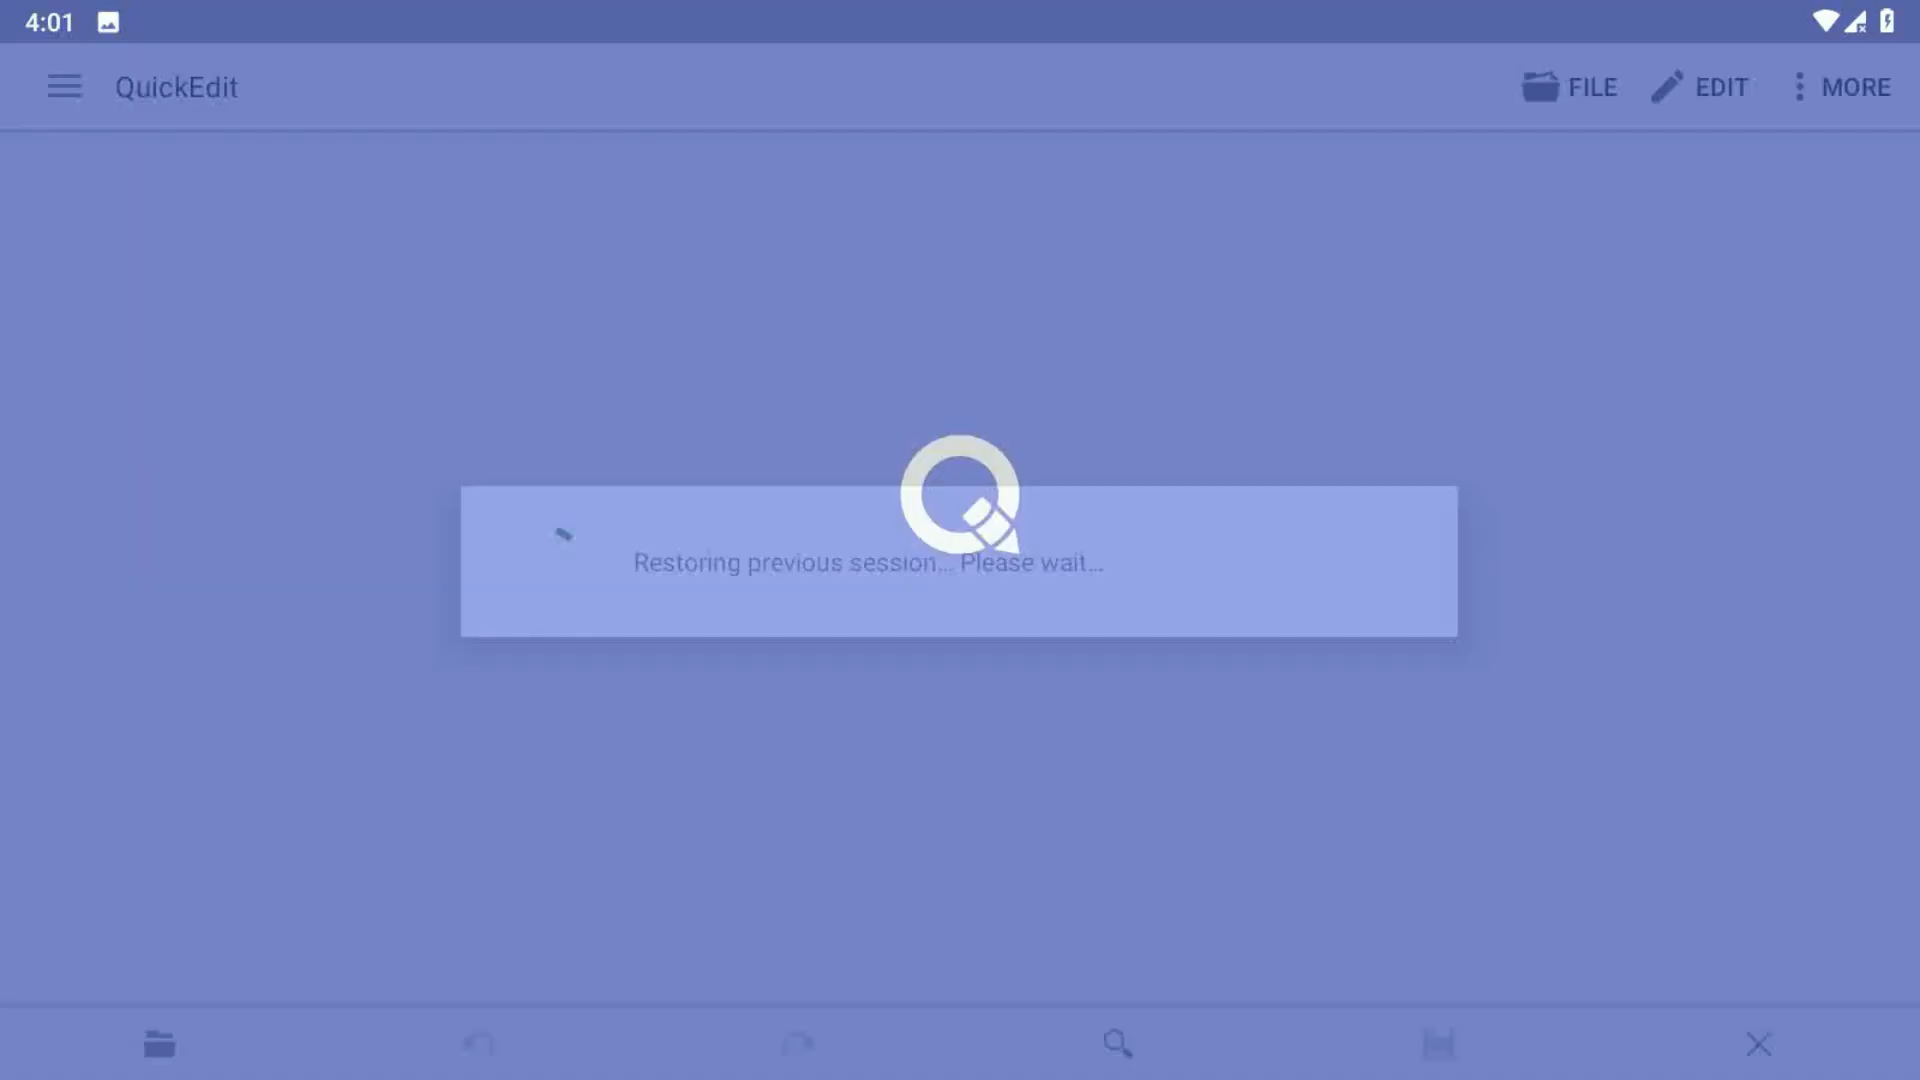 4:01
QuickEdit
FILE
EDIT
MORE
Restoring previous session... Please wait...